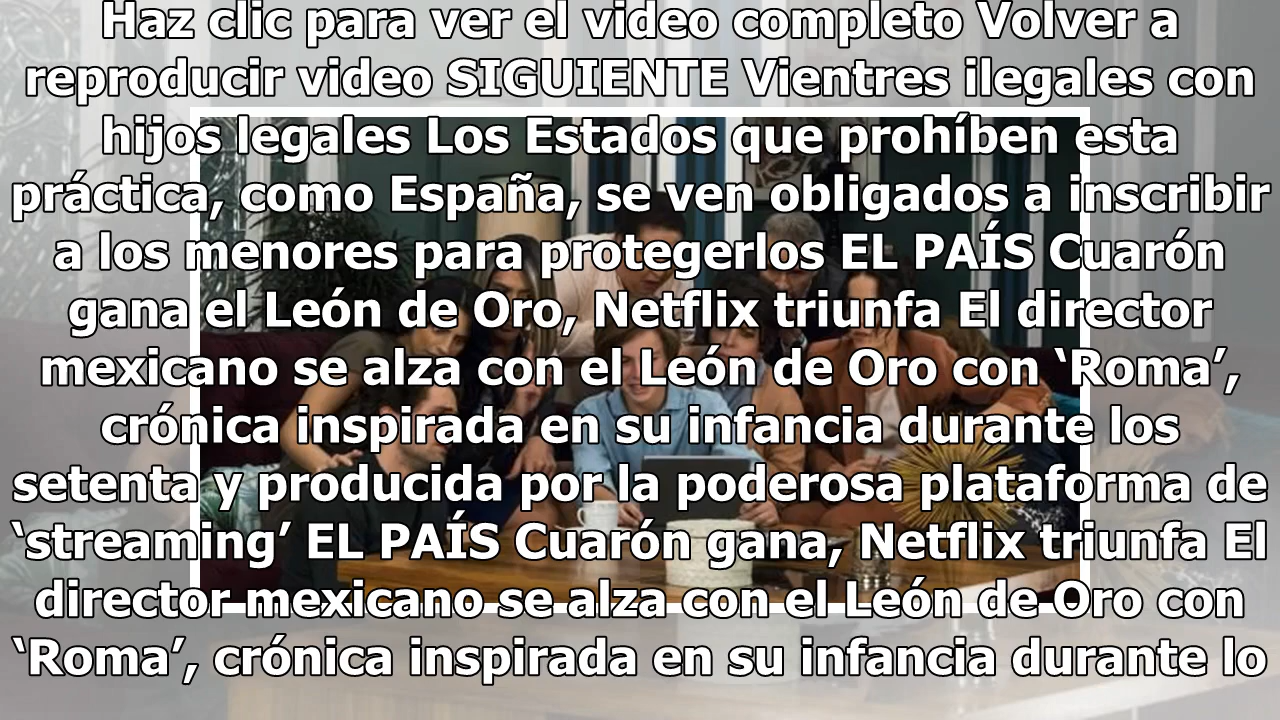 Haz clic para ver el video completo Volver a
reproducir video SIGUIENTE Vientres ilegales con
hijos legales Los Estados que prohíben esta
práctica, como España, se ven obligados a inscribir
a los menores para protegerlos EL PAÍS Cuarón
gana el León de Oro, Netflix triunfa El director
mexicano se alza con el León de Oro con ‘Roma’,
crónica inspirada en su infancia durante los
setenta y producida por la poderosa plataforma de
‘streaming’ EL PAÍS Cuarón gana, Netflix triunfa El
director mexicano se alza con el León de Oro con
‘Roma’, crónica inspirada en su infancia durante lo